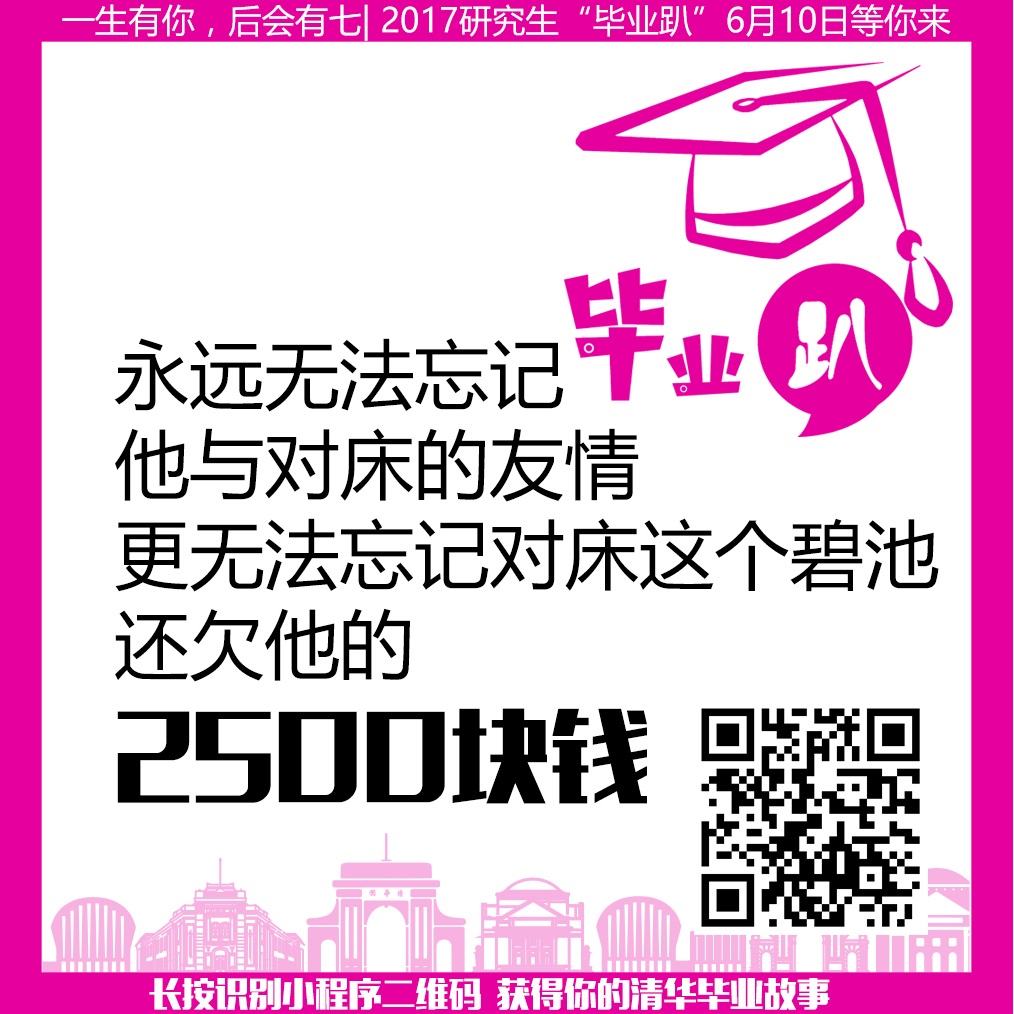 一生有你，后会有七| 2017研究生“毕业趴”6月10日等你来
毕业趴
永远无法忘记
他与对床的友情
更无法忘记对床这个碧池
还欠他的
2500块钱
长按识别小程序二维码 获得你的清华毕业故事